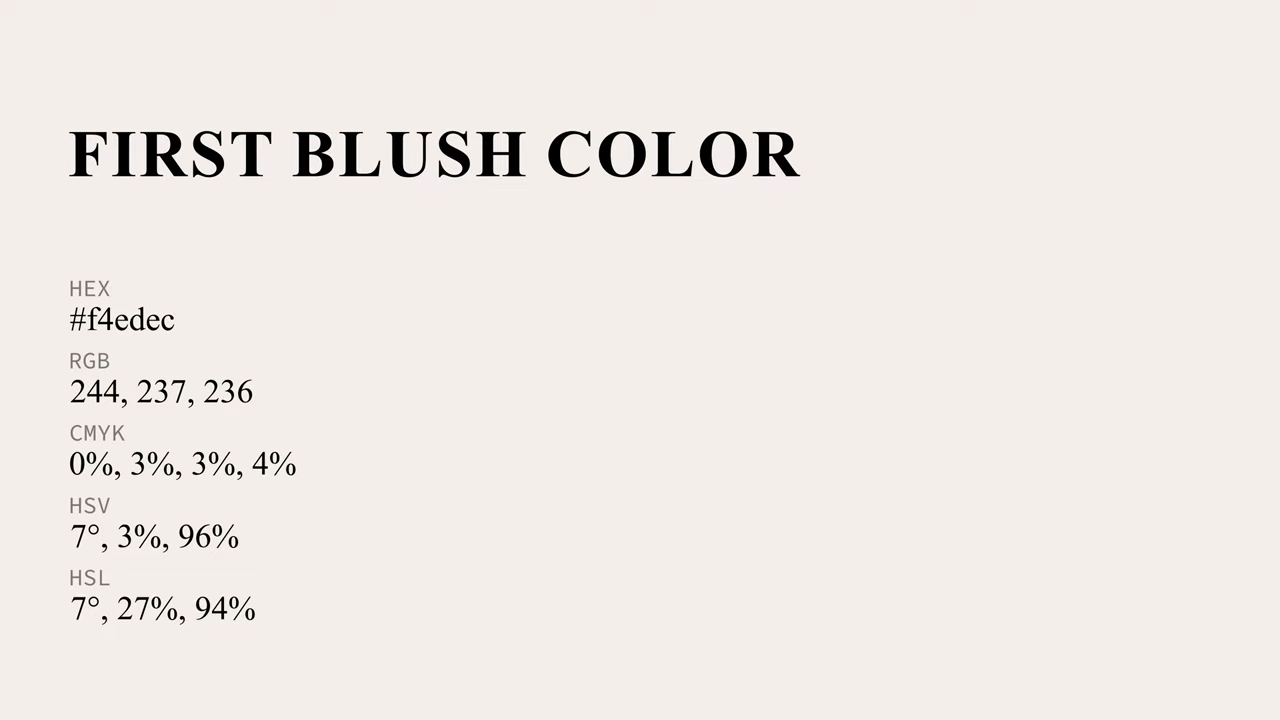 FIRST BLUSH COLOR
HEX
#f4edec
RGB
244, 237, 236
CMYK
0%, 3%, 3%, 4%
HSV
7°, 3%, 96%
HSL
7°, 27%, 94%